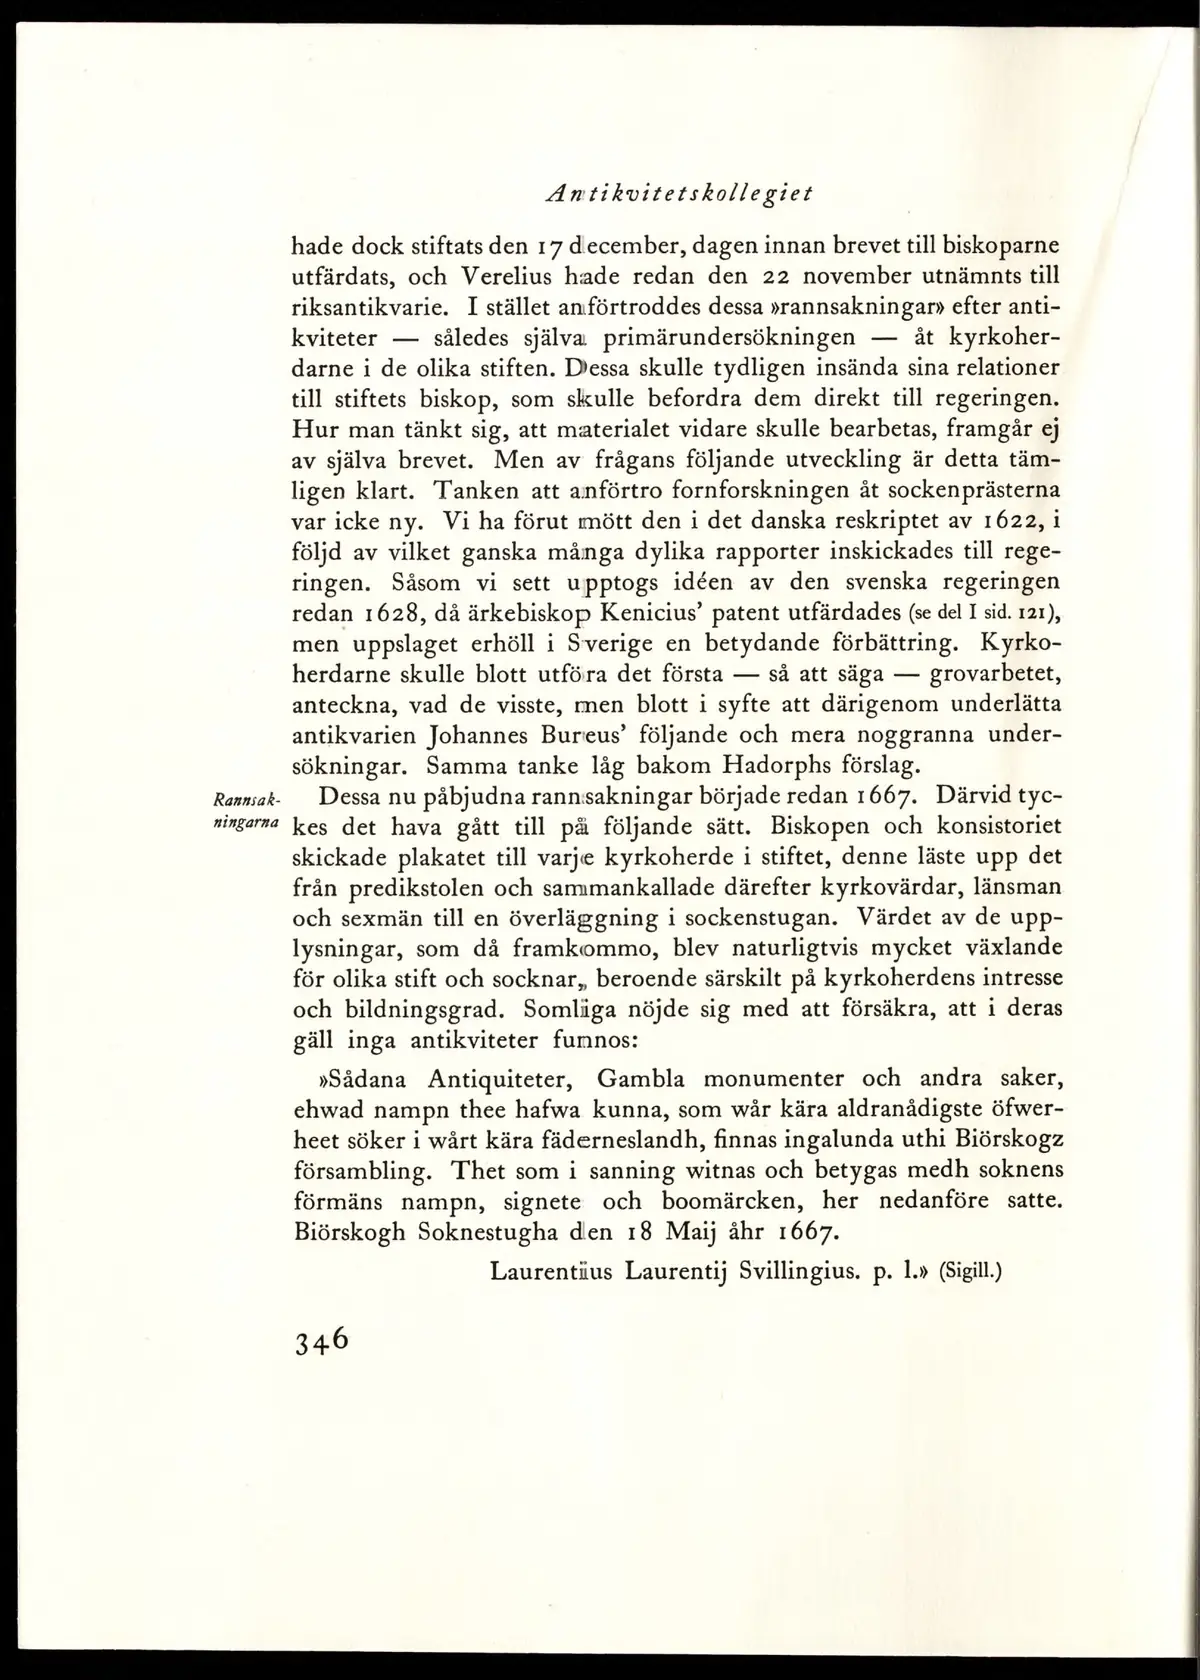 Antikvitetskollegiet
hade dock stiftats den 17 december, dagen innan brevet till biskoparne
utfärdats, och Verelius hade redan den 22 november utnämnts till
riksantikvarie. I stället anförtroddes dessa »rannsakningar» efter anti-
kviteter — således själva primärundersökningen — åt kyrkoher-
darne i de olika stiften. Dessa skulle tydligen insända sina relationer
till stiftets biskop, som skulle befordra dem direkt till regeringen.
Hur man tänkt sig, att materialet vidare skulle bearbetas, framgår ej
av själva brevet. Men av frågans följande utveckling är detta täm-
ligen klart. Tanken att anförtro fornforskningen åt sockenprästerna
var icke ny. Vi ha förut mött den i det danska reskriptet av 1622, i
följd av vilket ganska många dylika rapporter inskickades till rege-
ringen. Såsom vi sett upptogs idéen av den svenska regeringen
redan 1628, då ärkebiskop Kenicius’ patent utfärdades (se del I sid. 121),
men uppslaget erhöll i Sverige en betydande förbättring. Kyrko-
herdarne skulle blott utföra det första — så att säga — grovarbetet,
anteckna, vad de visste, men blott i syfte att därigenom underlätta
antikvarien Johannes Bureus’ följande och mera noggranna under-
sökningar. Samma tanke låg bakom Hadorphs förslag.
Rannsak-
ningarna
Dessa nu påbjudna rannsakningar började redan 1667. Därvid tyc-
kes det hava gått till på följande sätt. Biskopen och konsistoriet
skickade plakatet till varje kyrkoherde i stiftet, denne läste upp det
från predikstolen och sammankallade därefter kyrkovärdar, länsman
och sexmän till en överläggning i sockenstugan. Värdet av de upp-
lysningar, som då framkommo, blev naturligtvis mycket växlande
för olika stift och socknar, beroende särskilt på kyrkoherdens intresse
och bildningsgrad. Somliga nöjde sig med att försäkra, att i deras
gäll inga antikviteter funnos:
»Sådana Antiquiteter, Gambla monumenter och andra saker,
ehwad nampn thee hafwa kunna, som wår kära aldranådigste öfwer-
heet söker i wårt kära fäderneslandh, finnas ingalunda uthi Biörskogz
försambling. Thet som i sanning witnas och betygas medh soknens
förmäns nampn, signete och boomärcken, her nedanföre satte.
Biörskogh Soknestugha den 18 Maij åhr 1667.
Laurentius Laurentij Svillingius. p. l.» (Sigill.)
346